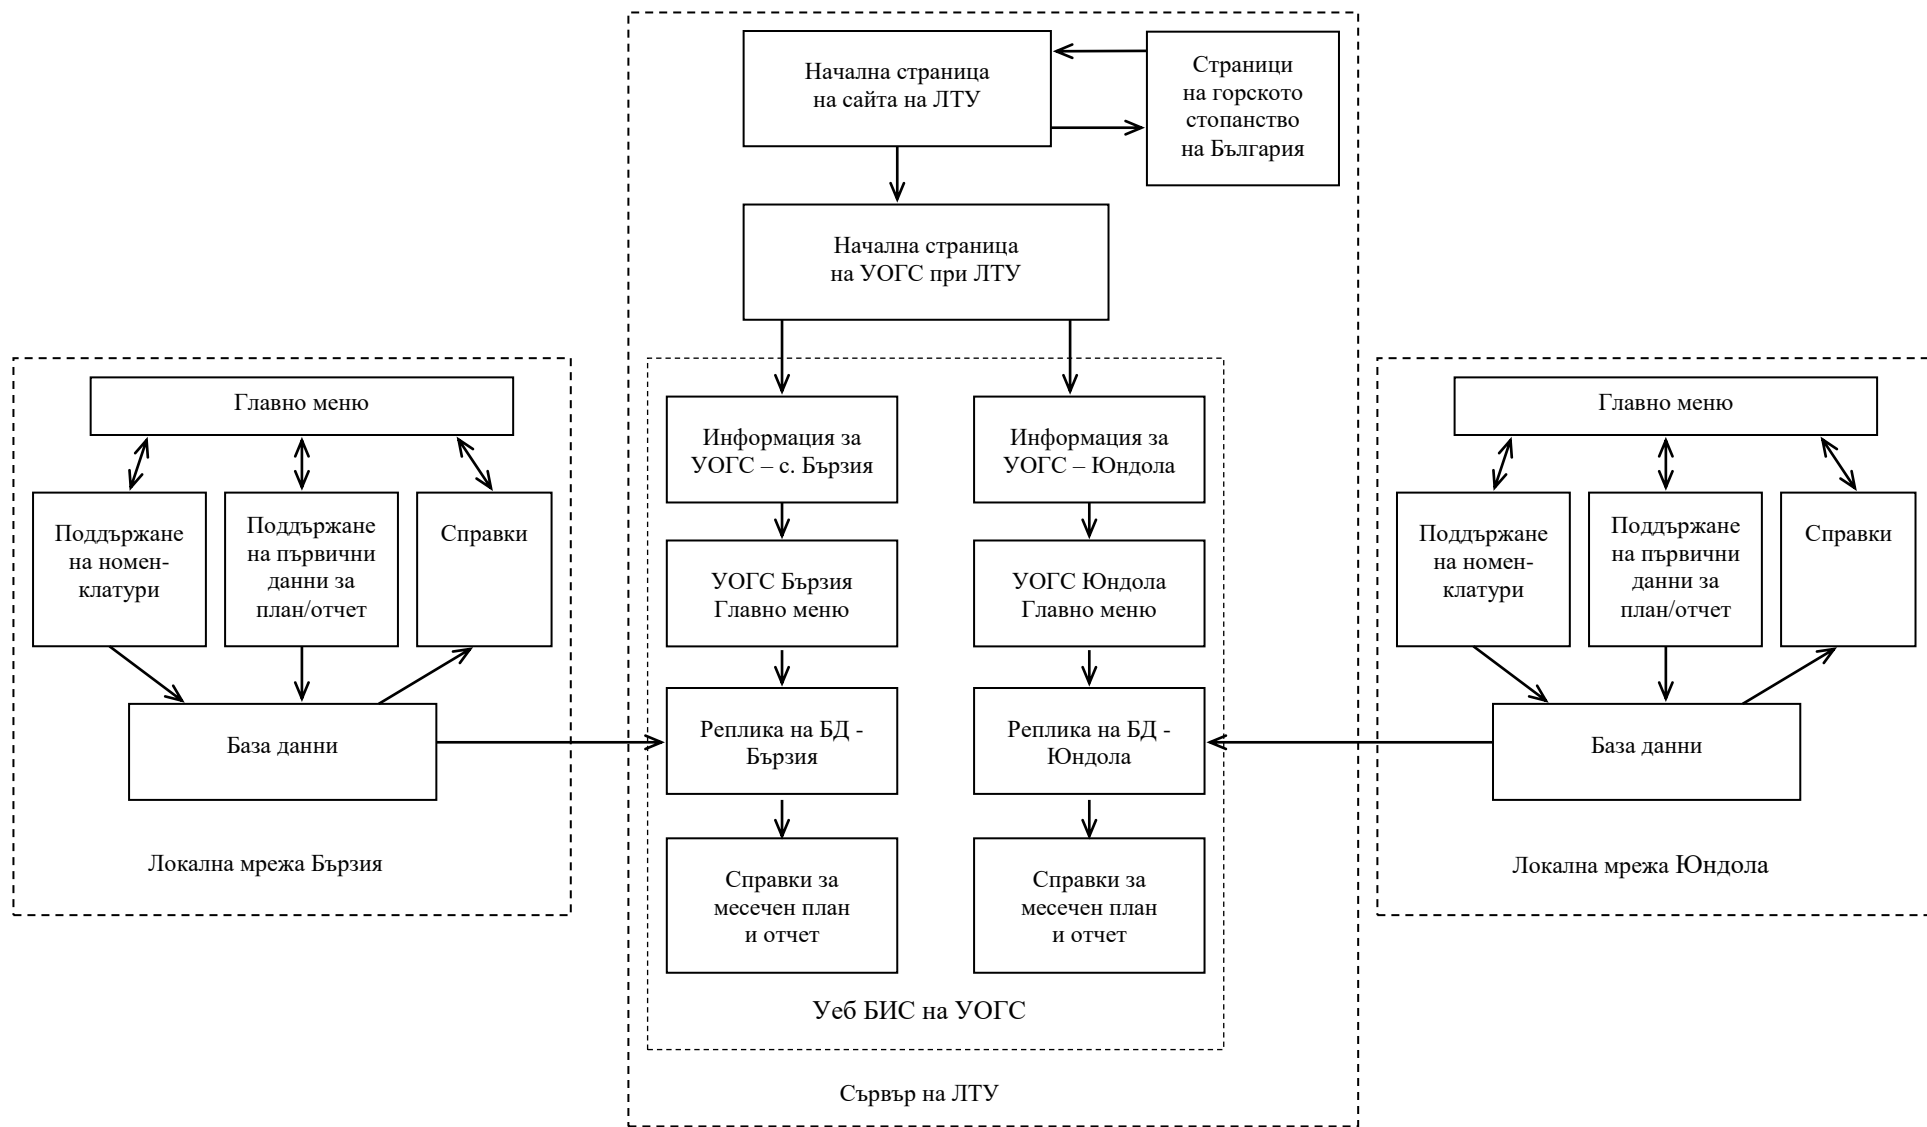 Начална страница
на сайта на ЛТУ
Страници
на горското
стопанство
на България
Начална страница
на УОГС при ЛТУ
Главно меню
Поддържане
на номен-
клатури
Поддържане
на първични
данни за
план/отчет
Справки
База данни
Локална мрежа Бързия
Информация за
УОГС – с. Бързия
УОГС Бързия
Главно меню
Реплика на БД -
Бързия
Справки за
месечен план
и отчет
Информация за
УОГС – Юндола
УОГС Юндола
Главно меню
Реплика на БД -
Юндола
Справки за
месечен план
и отчет
Уеб БИС на УОГС
Сървър на ЛТУ
Главно меню
Поддържане
на номен-
клатури
Поддържане
на първични
данни за
план/отчет
Справки
База данни
Локална мрежа Юндола